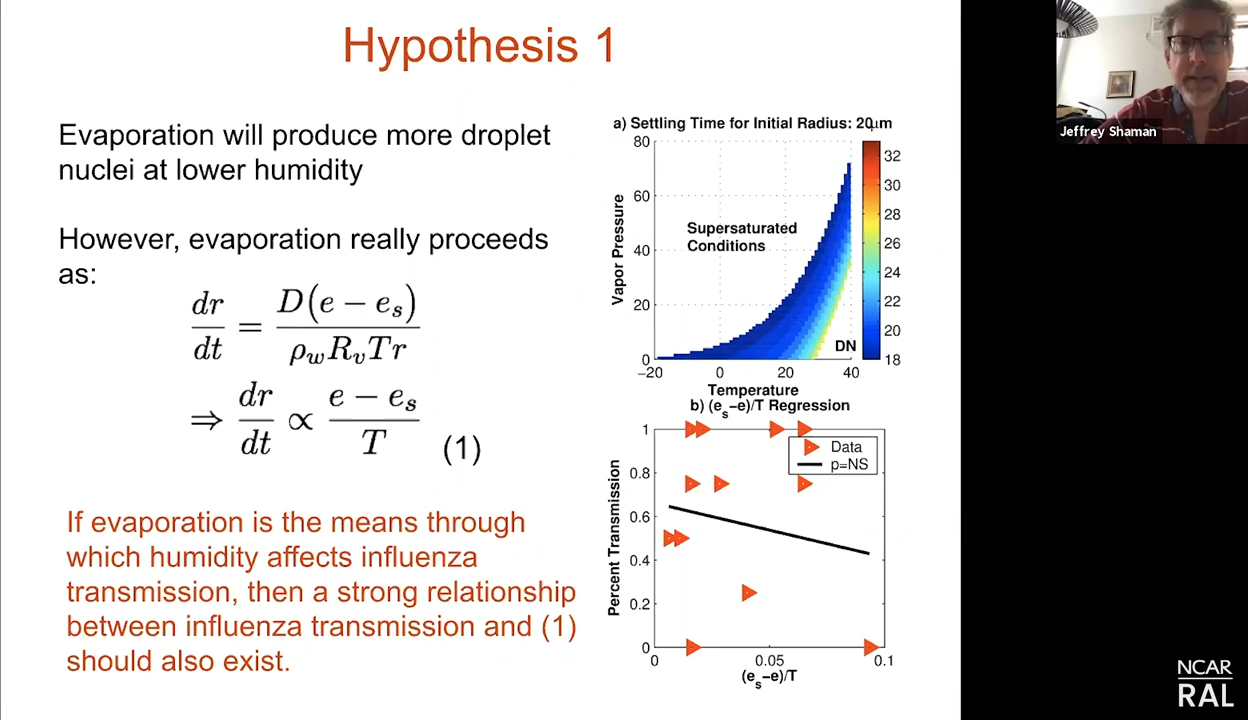 Hypothesis 1
Evaporation will produce more droplet
nuclei at lower humidity
However, evaporation really proceeds
as:
dr/dt = D(e − e_s)/ρ_w R_v T r
⇒ dr/dt ∝ (e − e_s)/T (1)
If evaporation is the means through
which humidity affects influenza
transmission, then a strong relationship
between influenza transmission and (1)
should also exist.
a) Settling Time for Initial Radius: 20μm
80
60
40
20
0
Vapor Pressure
Supersaturated
Conditions
DN
−20 0 20 40
Temperature
32
30
28
26
24
22
20
18
b) (e_s−e)/T Regression
1
0.8
0.6
0.4
0.2
0
Percent Transmission
Data
p=NS
0 0.05 0.1
(e_s−e)/T
Jeffrey Shaman
NCAR
RAL